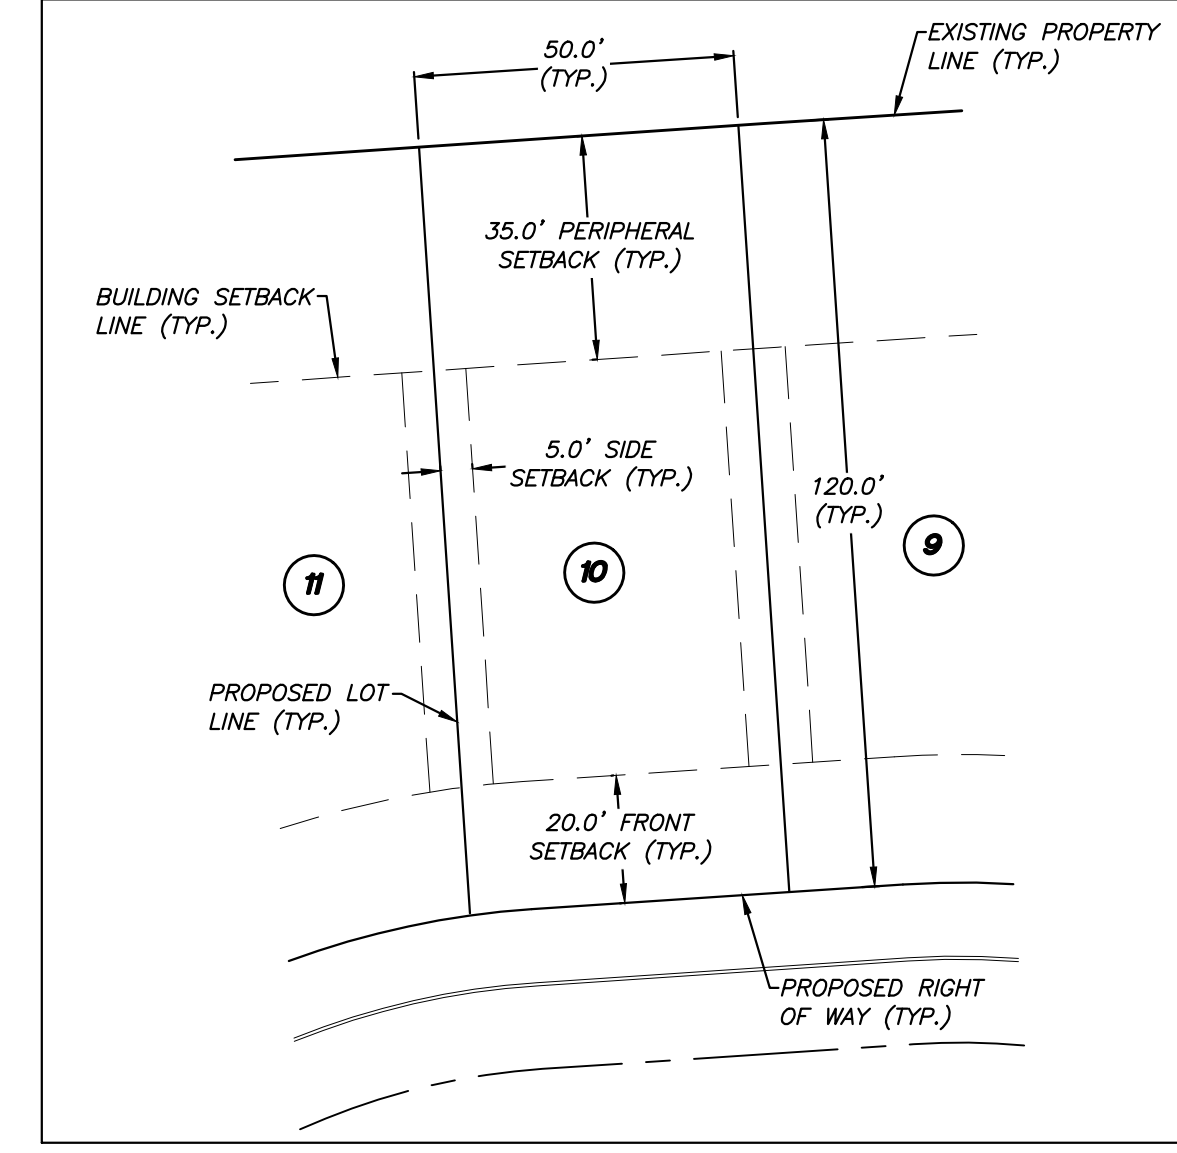 EXISTING PROPERTY
LINE (TYP.)
50.0'
(TYP.)
35.0' PERIPHERAL
SETBACK (TYP.)
BUILDING SETBACK
LINE (TYP.)
5.0' SIDE
SETBACK (TYP.)
120.0'
(TYP.)
9
10
11
PROPOSED LOT
LINE (TYP.)
20.0' FRONT
SETBACK (TYP.)
PROPOSED RIGHT
OF WAY (TYP.)